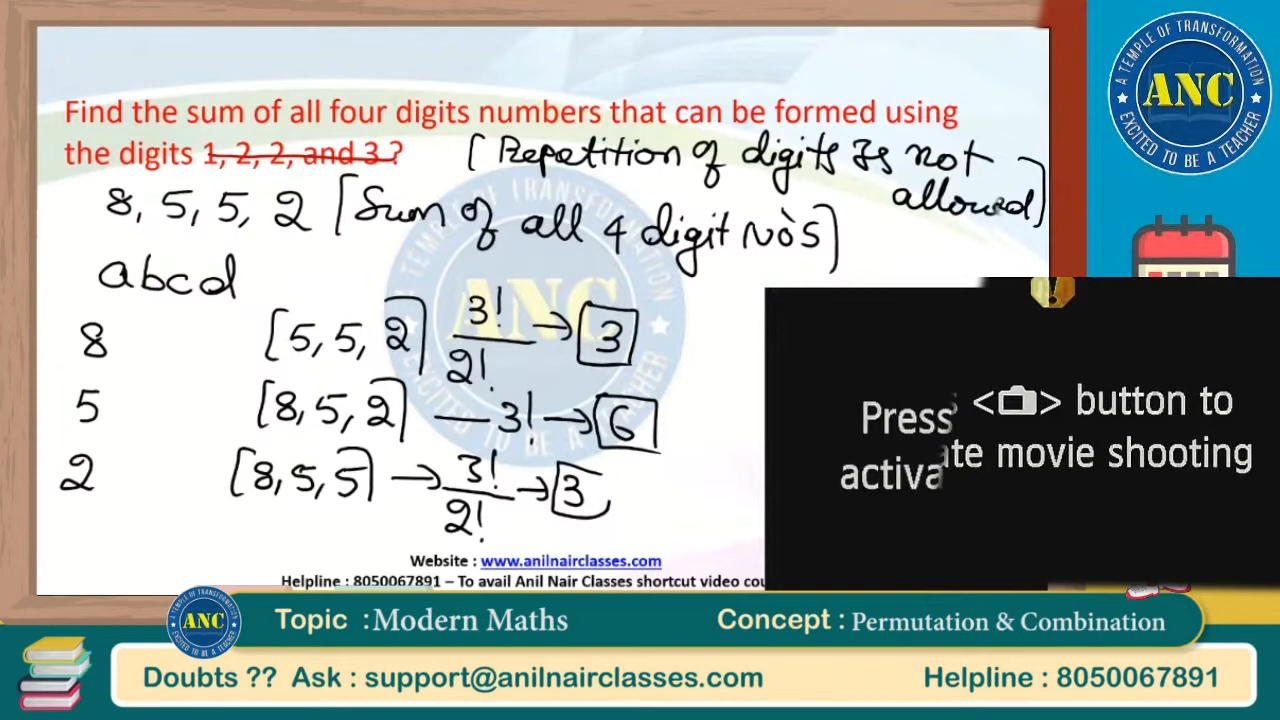 A TEMPLE OF TRANSFORMATION
ANC
EXCITED TO BE A TEACHER
Find the sum of all four digits numbers that can be formed using
the digits 1, 2, 2, and 3 ? [Repetition of digits Is not
allowed]
8, 5, 5, 2 [Sum of all 4 digit No's]
abcd
8 [5, 5, 2] 3!/2! → 3
5 [8, 5, 2] — 3! → 6
2 [8, 5, 5] → 3!/2! → 3
Press <📷> button to
activate movie shooting
Website : www.anilnairclasses.com
Helpline : 8050067891 – To avail Anil Nair Classes shortcut video cou
ANC
Topic : Modern Maths Concept : Permutation & Combination
Doubts ?? Ask : support@anilnairclasses.com Helpline : 8050067891